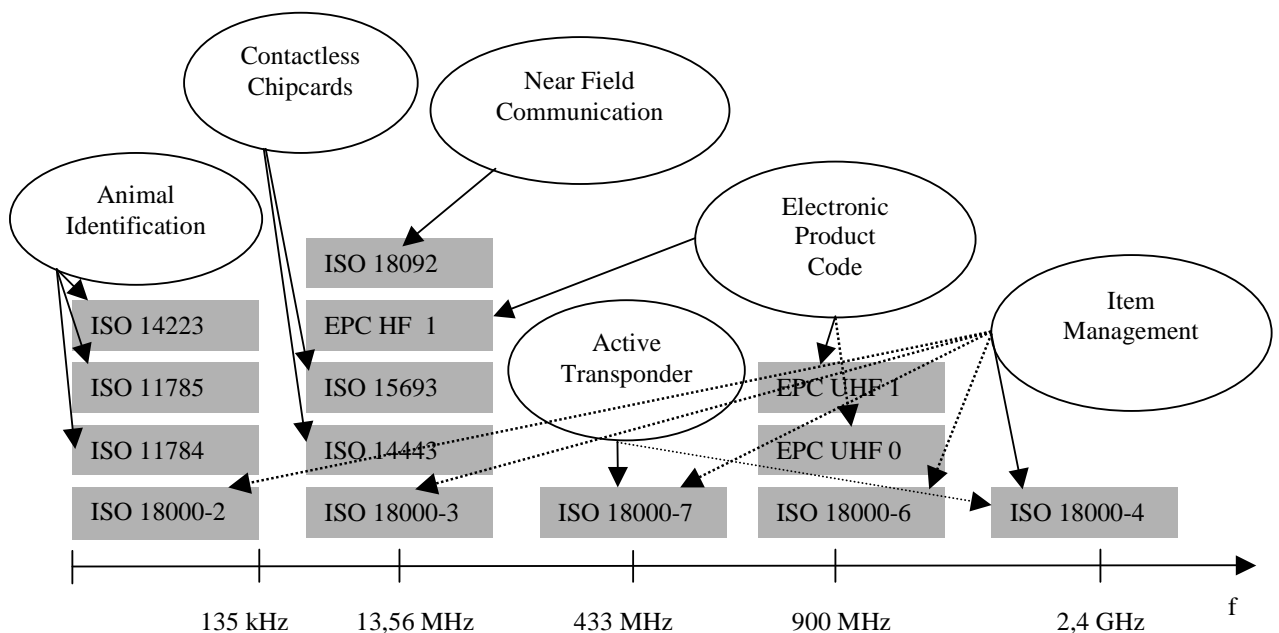 Contactless
Chipcards
Near Field
Communication
Animal
Identification
Electronic
Product
Code
Item
Management
Active
Transponder
ISO 18092
ISO 14223
EPC HF 1
ISO 11785
ISO 15693
EPC UHF 1
ISO 11784
ISO 14443
EPC UHF 0
ISO 18000-2
ISO 18000-3
ISO 18000-7
ISO 18000-6
ISO 18000-4
135 kHz
13,56 MHz
433 MHz
900 MHz
2,4 GHz
f